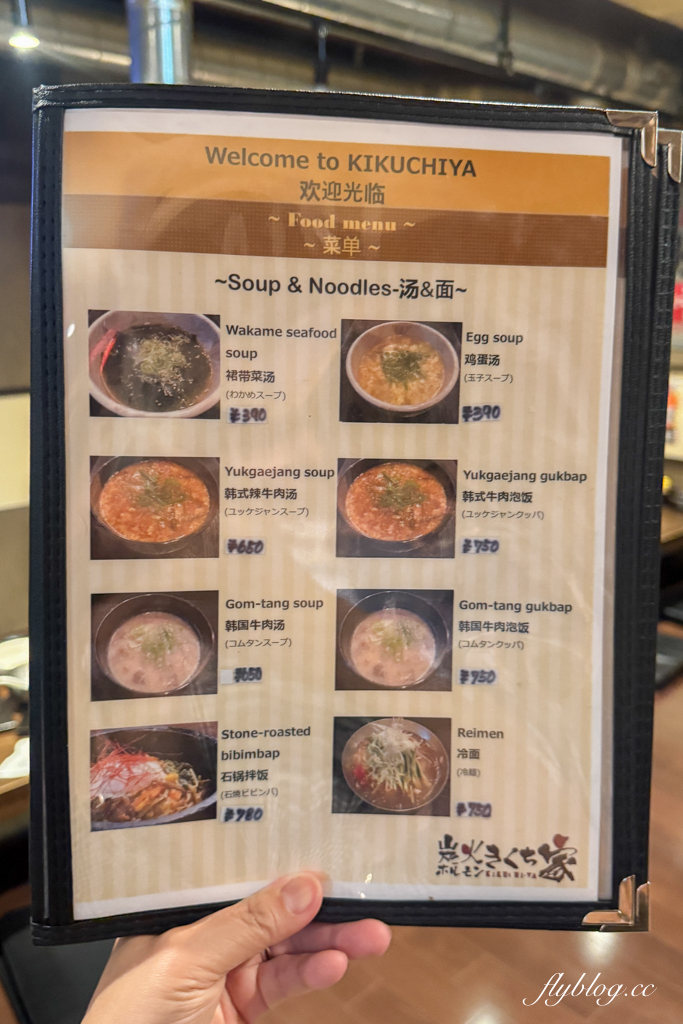 Welcome to KIKUCHIYA
欢迎光临
~ Food menu ~
~ 菜单 ~
~Soup & Noodles-汤&面~
Wakame seafood
soup
裙带菜汤
(わかめスープ)
¥390
Egg soup
鸡蛋汤
(玉子スープ)
¥390
Yukgaejang soup
韩式辣牛肉汤
(ユッケジャンスープ)
¥650
Yukgaejang gukbap
韩式牛肉泡饭
(ユッケジャンクッパ)
¥750
Gom-tang soup
韩国牛肉汤
(コムタンスープ)
¥650
Gom-tang gukbap
韩国牛肉泡饭
(コムタンクッパ)
¥750
Stone-roasted
bibimbap
石锅拌饭
(石焼ビビンバ)
¥780
Reimen
冷面
(冷麺)
¥750
炭火きくち家
ホルモン KIKUCHI-YA
flyblog.cc